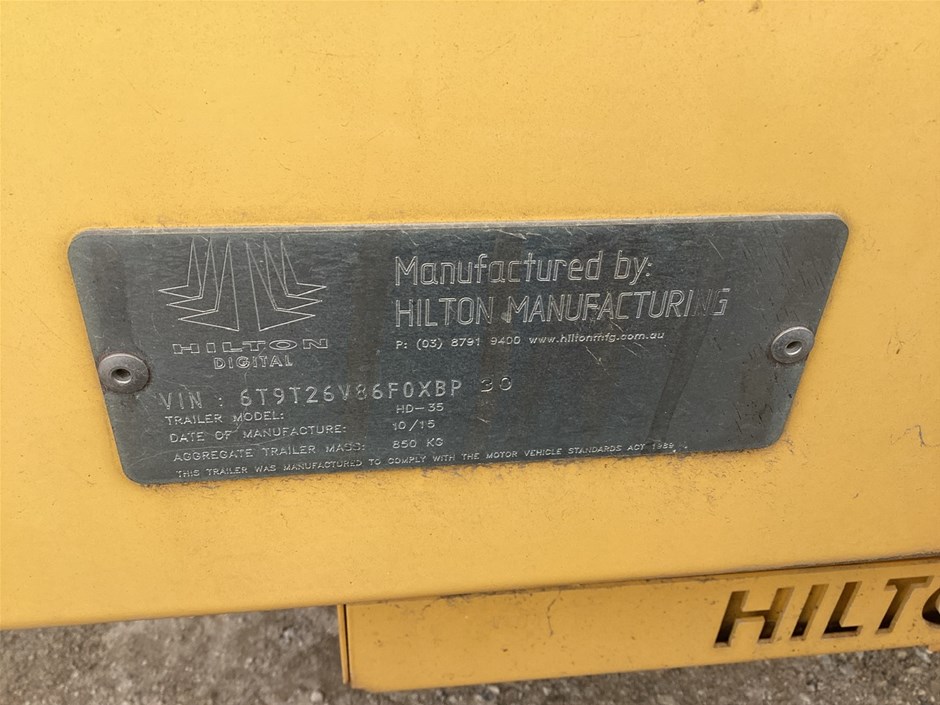 Manufactured by:
HILTON MANUFACTURING
P: (03) 8791 9400 www.hiltonmfg.com.au
HILTON
DIGITAL
VIN : 6T9T26V86F0XBP 30
TRAILER MODEL: HD-35
DATE OF MANUFACTURE: 10/15
AGGREGATE TRAILER MASS: 850 KG
THIS TRAILER WAS MANUFACTURED TO COMPLY WITH THE MOTOR VEHICLE STANDARDS ACT 1989
HILTO